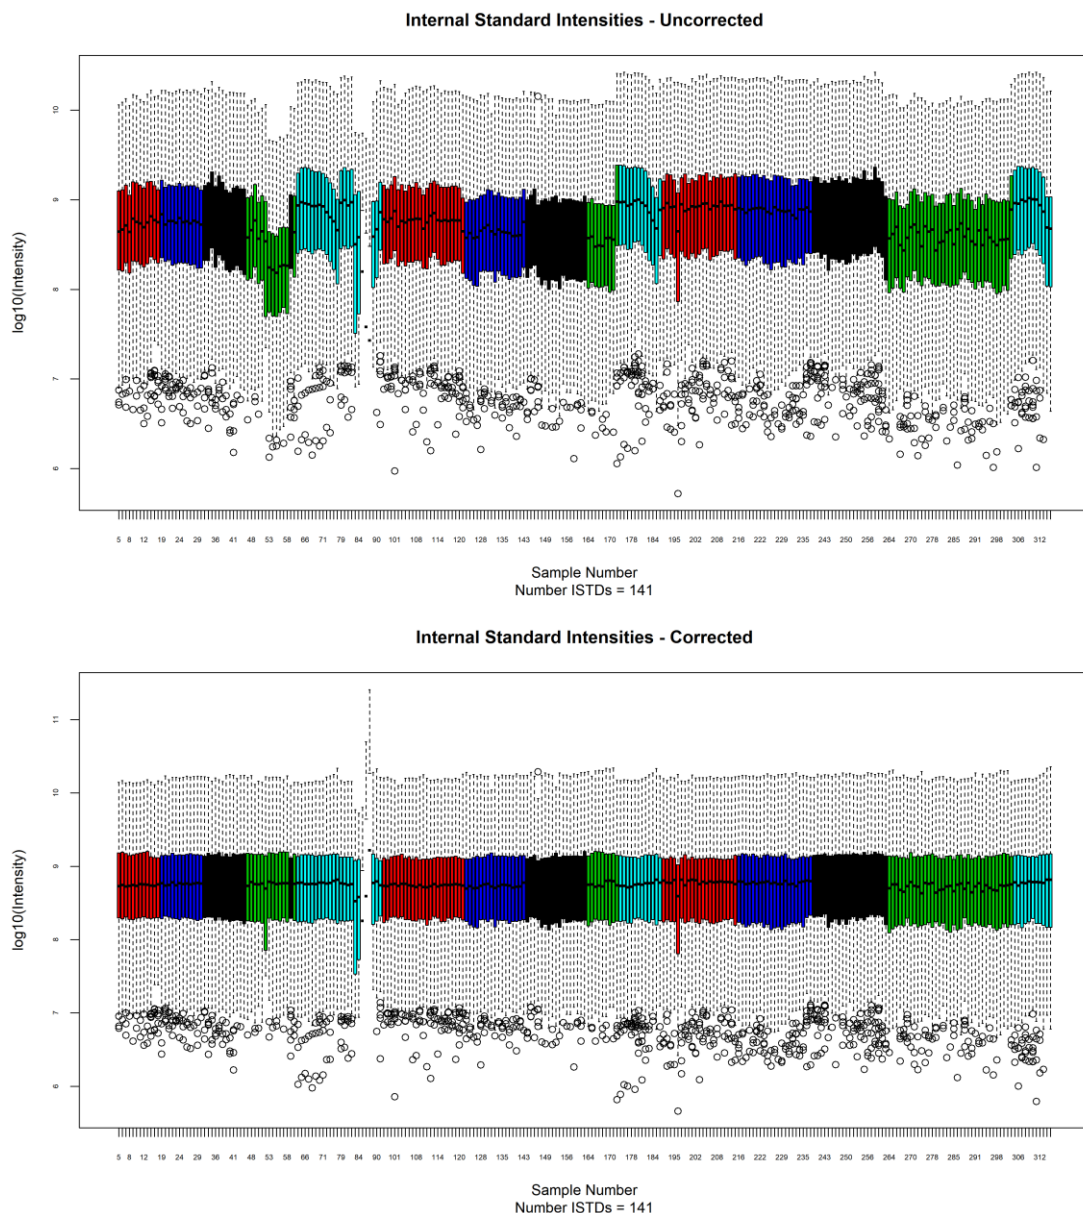 Internal Standard Intensities - Uncorrected
log10(Intensity)
10
9
8
7
6
5 8 12 19 24 29 36 41 48 53 58 66 71 79 84 90 101 108 113 120 128 135 143 149 156 164 170 178 184 195 202 208 216 222 229 236 243 250 258 264 270 278 285 291 298 306 312
Sample Number
Number ISTDs = 141
Internal Standard Intensities - Corrected
log10(Intensity)
11
10
9
8
7
6
5 8 12 19 24 29 36 41 48 53 58 66 71 79 84 90 101 108 113 120 128 135 143 149 156 164 170 178 184 195 202 208 216 222 229 236 243 250 258 264 270 278 285 291 298 306 312
Sample Number
Number ISTDs = 141